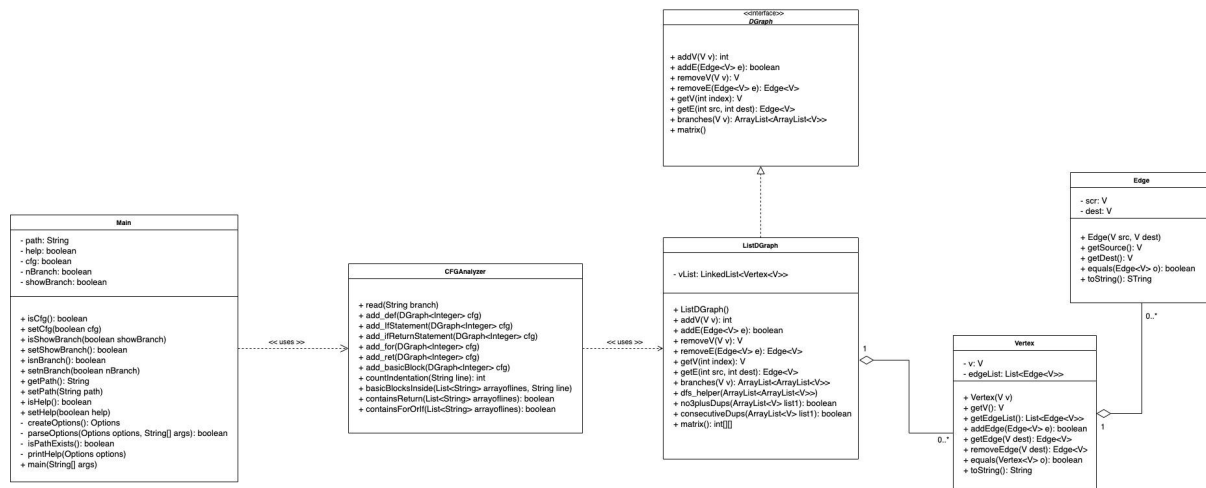 <<interface>>
DGraph
+ addV(V v): int
+ addE(Edge<V> e): boolean
+ removeV(V v): V
+ removeE(Edge<V> e): Edge<V>
+ getV(int index): V
+ getE(int src, int dest): Edge<V>
+ branches(V v): ArrayList<ArrayList<V>>
+ matrix()
Main
- path: String
- help: boolean
- cfg: boolean
- nBranch: boolean
- showBranch: boolean
+ isCfg(): boolean
+ setCfg(boolean cfg)
+ isShowBranch(boolean showBranch)
+ setShowBranch(): boolean
+ isnBranch(): boolean
+ setnBranch(boolean nBranch)
+ getPath(): String
+ setPath(String path)
+ isHelp(): boolean
+ setHelp(boolean help)
- createOptions(): Options
- parseOptions(Options options, String[] args): boolean
- isPathExists(): boolean
- printHelp(Options options)
+ main(String[] args)
<< uses >>
CFGAnalyzer
+ read(String branch)
+ add_def(DGraph<Integer> cfg)
+ add_IfStatement(DGraph<Integer> cfg)
+ add_ifReturnStatement(DGraph<Integer> cfg)
+ add_for(DGraph<Integer> cfg)
+ add_ret(DGraph<Integer> cfg)
+ add_basicBlock(DGraph<Integer> cfg)
+ countIndentation(String line): int
+ basicBlocksInside(List<String> arrayoflines, String line)
+ containsReturn(List<String> arrayoflines): boolean
+ containsForOrIf(List<String> arrayoflines): boolean
<< uses >>
ListDGraph
- vList: LinkedList<Vertex<V>>
+ ListDGraph()
+ addV(V v): int
+ addE(Edge<V> e): boolean
+ removeV(V v): V
+ removeE(Edge<V> e): Edge<V>
+ getV(int index): V
+ getE(int src, int dest): Edge<V>
+ branches(V v): ArrayList<ArrayList<V>>
+ dfs_helper(ArrayList<ArrayList<V>>)
+ no3plusDups(ArrayList<V> list1): boolean
+ consecutiveDups(ArrayList<V> list1): boolean
+ matrix(): int[][]
1
0..*
Vertex
- v: V
- edgeList: List<Edge<V>>
+ Vertex(V v)
+ getV(): V
+ getEdgeList(): List<Edge<V>>
+ addEdge(Edge<V> e): boolean
+ getEdge(V dest): Edge<V>
+ removeEdge(V dest): Edge<V>
+ equals(Vertex<V> o): boolean
+ toString(): String
1
0..*
Edge
- scr: V
- dest: V
+ Edge(V src, V dest)
+ getSource(): V
+ getDest(): V
+ equals(Edge<V> o): boolean
+ toString(): STring